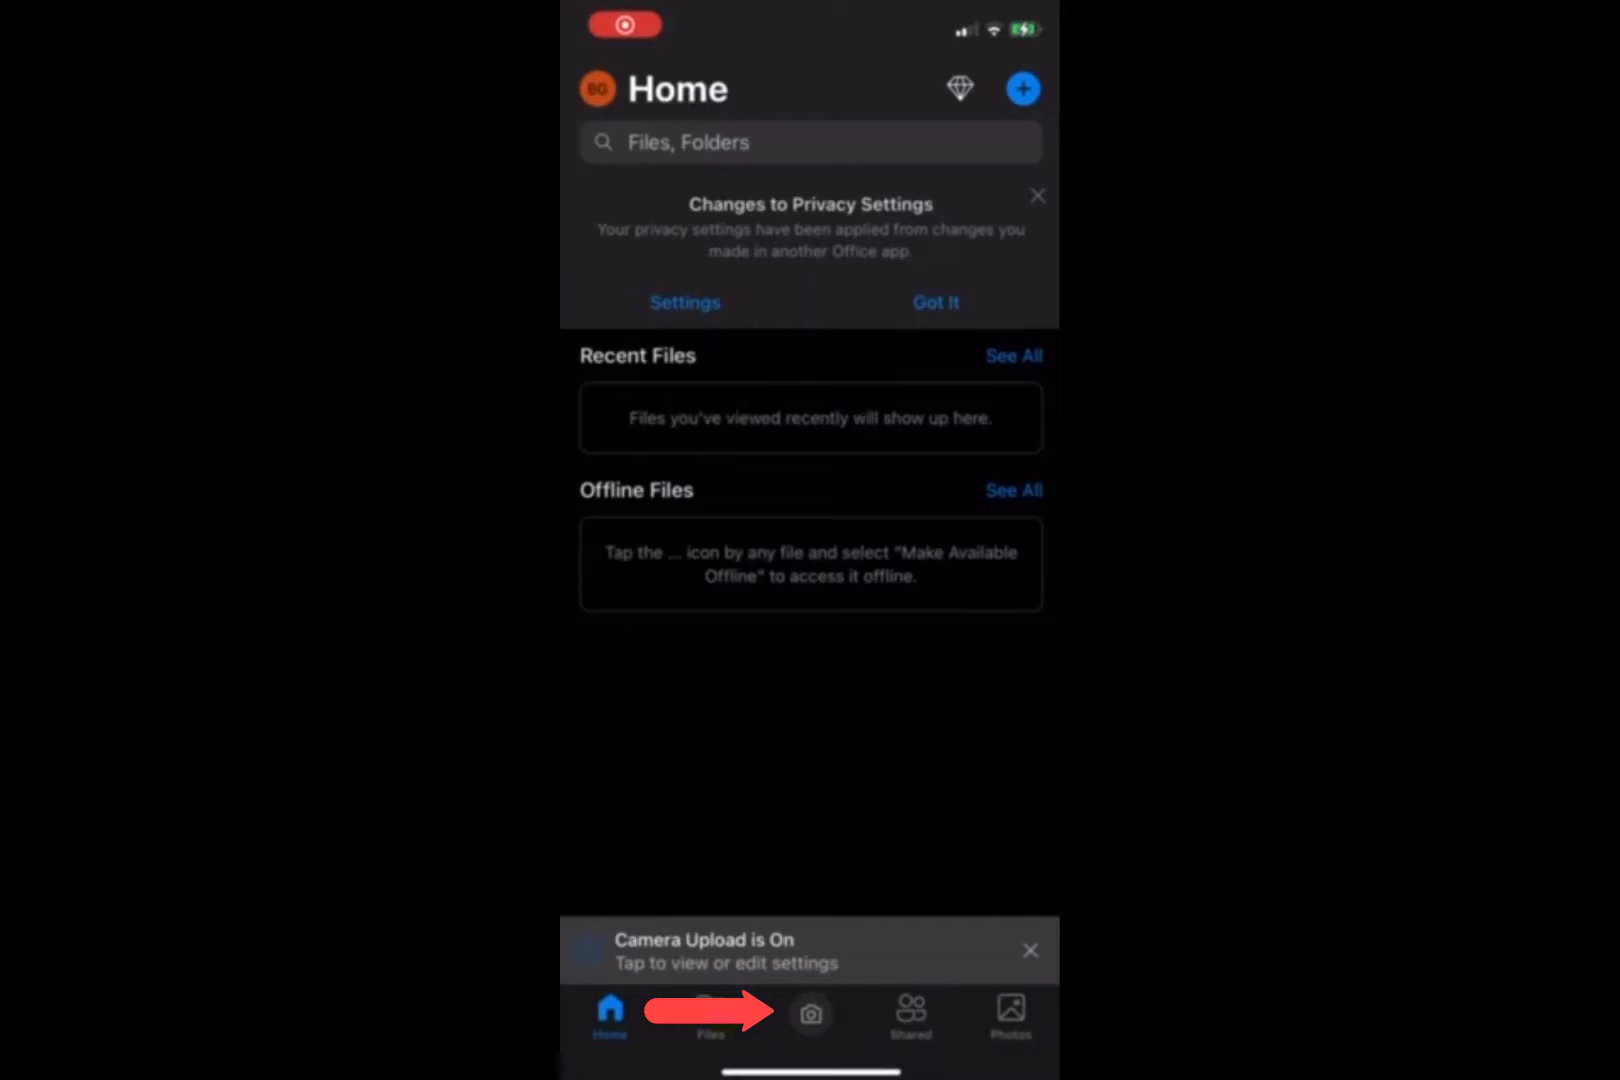 BG
Home
Files, Folders
Changes to Privacy Settings
Your privacy settings have been applied from changes you
made in another Office app.
Settings
Got It
Recent Files
See All
Files you've viewed recently will show up here.
Offline Files
See All
Tap the ... icon by any file and select "Make Available
Offline" to access it offline.
Camera Upload is On
Tap to view or edit settings
Home
Files
Shared
Photos